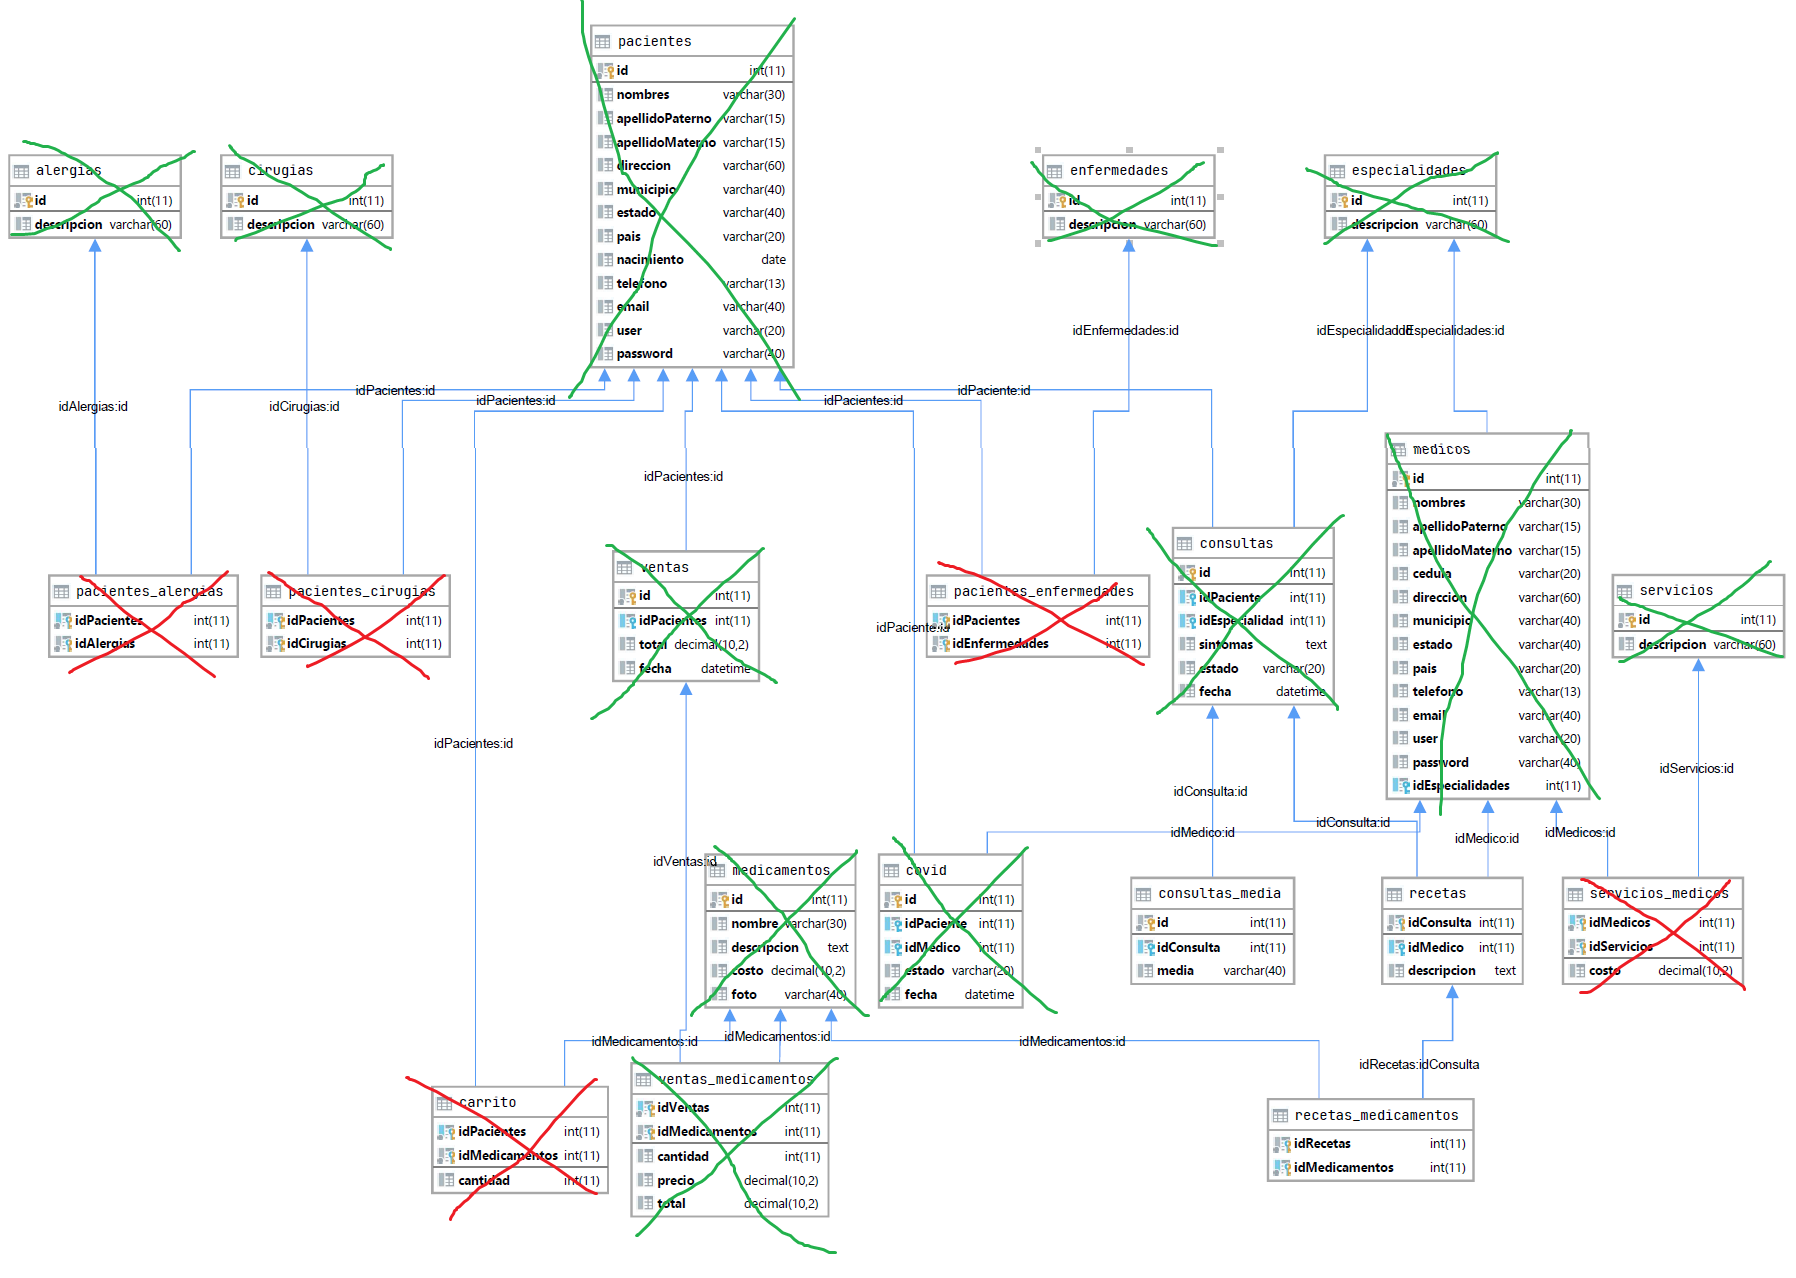 pacientes
id int(11)
nombres varchar(30)
apellidoPaterno varchar(15)
apellidoMaterno varchar(15)
direccion varchar(60)
municipio varchar(40)
estado varchar(40)
pais varchar(20)
nacimiento date
telefono varchar(13)
email varchar(40)
user varchar(20)
password varchar(40)
alergias
id int(11)
descripcion varchar(60)
cirugias
id int(11)
descripcion varchar(60)
enfermedades
id int(11)
descripcion varchar(60)
especialidades
id int(11)
descripcion varchar(60)
idEnfermedades:id
idEspecialidades:id
idAlergias:id
idPacientes:id
idCirugias:id
idPacientes:id
idPacientes:id
idPaciente:id
idPacientes:id
medicos
id int(11)
nombres varchar(30)
apellidoPaterno varchar(15)
apellidoMaterno varchar(15)
cedula varchar(20)
direccion varchar(60)
municipio varchar(40)
estado varchar(40)
pais varchar(20)
telefono varchar(13)
email varchar(40)
user varchar(20)
password varchar(40)
idEspecialidades int(11)
pacientes_alergias
idPacientes int(11)
idAlergias int(11)
pacientes_cirugias
idPacientes int(11)
idCirugias int(11)
ventas
id int(11)
idPacientes int(11)
total decimal(10,2)
fecha datetime
pacientes_enfermedades
idPacientes int(11)
idEnfermedades int(11)
idPaciente:id
consultas
id int(11)
idPaciente int(11)
idEspecialidad int(11)
sintomas text
estado varchar(20)
fecha datetime
servicios
id int(11)
descripcion varchar(60)
idPacientes:id
idServicios:id
idConsulta:id
idConsulta:id
idMedico:id
idMedico:id
idMedicos:id
idVentas:id
medicamentos
id int(11)
nombre varchar(30)
descripcion text
costo decimal(10,2)
foto varchar(40)
covid
id int(11)
idPaciente int(11)
idMedico int(11)
estado varchar(20)
fecha datetime
consultas_media
id int(11)
idConsulta int(11)
media varchar(40)
recetas
idConsulta int(11)
idMedico int(11)
descripcion text
servicios_medicos
idMedicos int(11)
idServicios int(11)
costo decimal(10,2)
idMedicamentos:id
idMedicamentos:id
idMedicamentos:id
idRecetas:idConsulta
carrito
idPacientes int(11)
idMedicamentos int(11)
cantidad int(11)
ventas_medicamentos
idVentas int(11)
idMedicamentos int(11)
cantidad int(11)
precio decimal(10,2)
total decimal(10,2)
recetas_medicamentos
idRecetas int(11)
idMedicamentos int(11)